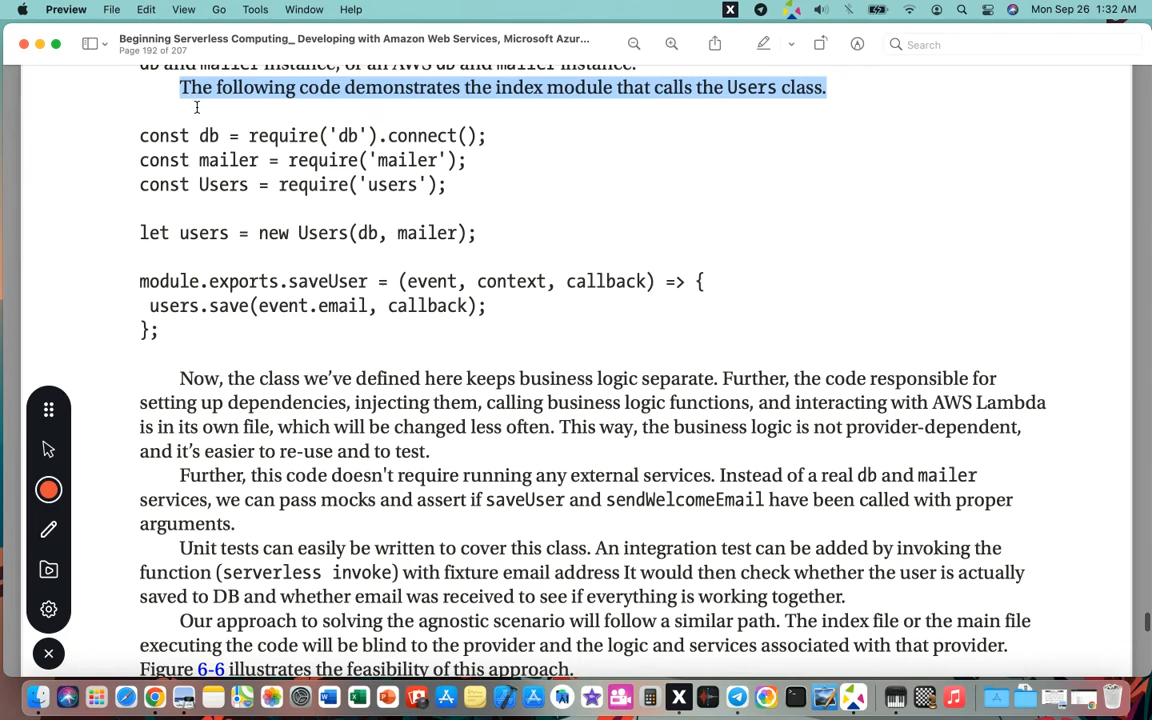 Preview File Edit View Go Tools Window Help Mon Sep 26 1:32 AM
Beginning Serverless Computing_ Developing with Amazon Web Services, Microsoft Azur...
Page 192 of 207
Search
db and mailer instance, or an AWS db and mailer instance.
The following code demonstrates the index module that calls the Users class.
const db = require('db').connect();
const mailer = require('mailer');
const Users = require('users');
let users = new Users(db, mailer);
module.exports.saveUser = (event, context, callback) => {
users.save(event.email, callback);
};
Now, the class we've defined here keeps business logic separate. Further, the code responsible for
setting up dependencies, injecting them, calling business logic functions, and interacting with AWS Lambda
is in its own file, which will be changed less often. This way, the business logic is not provider-dependent,
and it's easier to re-use and to test.
Further, this code doesn't require running any external services. Instead of a real db and mailer
services, we can pass mocks and assert if saveUser and sendWelcomeEmail have been called with proper
arguments.
Unit tests can easily be written to cover this class. An integration test can be added by invoking the
function (serverless invoke) with fixture email address It would then check whether the user is actually
saved to DB and whether email was received to see if everything is working together.
Our approach to solving the agnostic scenario will follow a similar path. The index file or the main file
executing the code will be blind to the provider and the logic and services associated with that provider.
Figure 6-6 illustrates the feasibility of this approach.